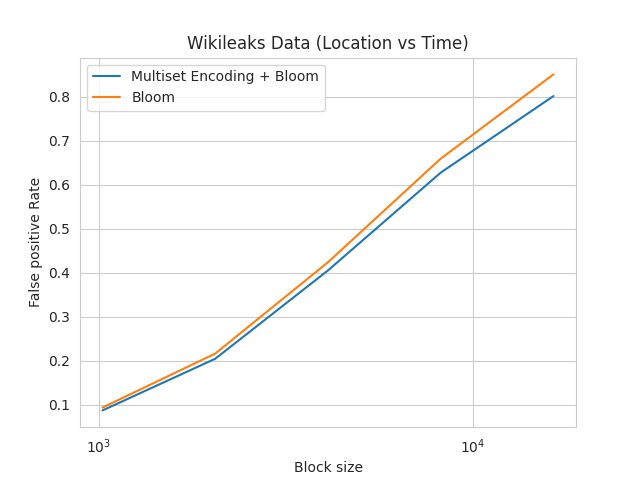 Wikileaks Data (Location vs Time)
Multiset Encoding + Bloom
Bloom
False positive Rate
0.8
0.7
0.6
0.5
0.4
0.3
0.2
0.1
10³
10⁴
Block size